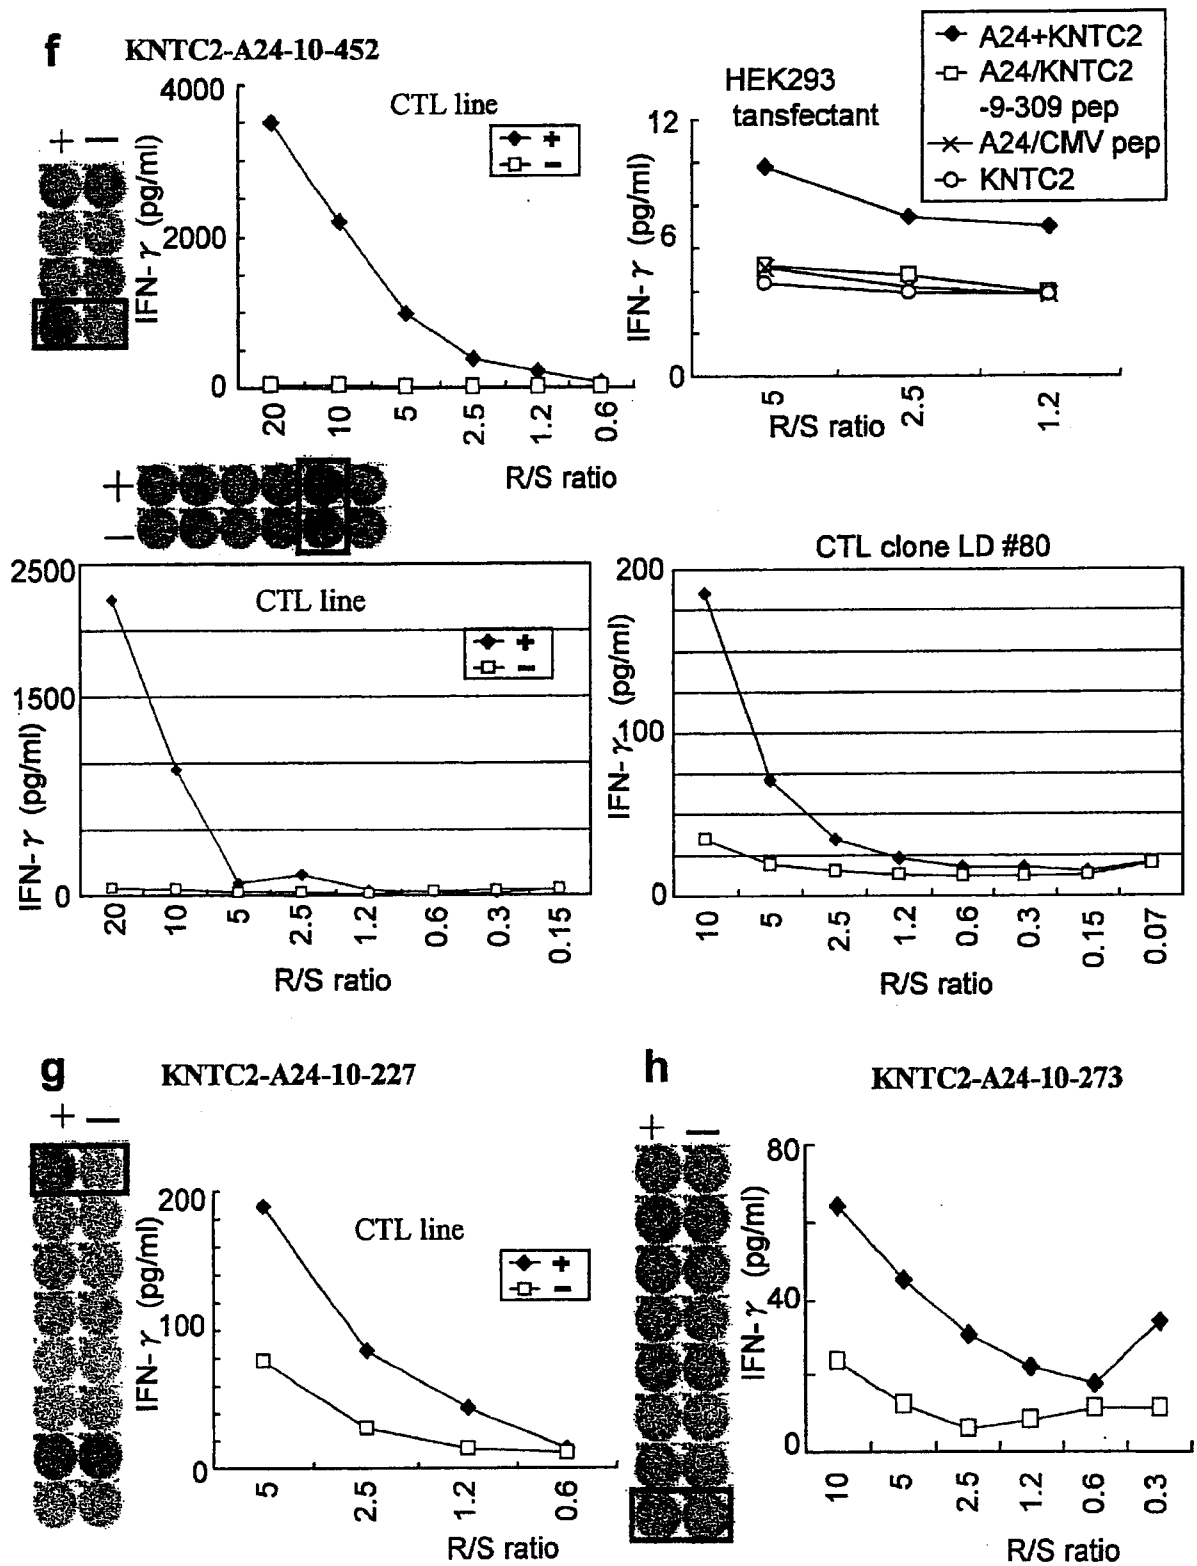 f KNTC2-A24-10-452
+ −
IFN-γ (pg/ml)
4000
2000
0
CTL line
+
−
20 10 5 2.5 1.2 0.6
R/S ratio
HEK293
tansfectant
A24+KNTC2
A24/KNTC2
-9-309 pep
A24/CMV pep
KNTC2
IFN-γ (pg/ml)
12
6
0
5 2.5 1.2
R/S ratio
+
−
IFN-γ (pg/ml)
2500
1500
0
CTL line
+
−
20 10 5 2.5 1.2 0.6 0.3 0.15
R/S ratio
CTL clone LD #80
IFN-γ (pg/ml)
200
100
0
10 5 2.5 1.2 0.6 0.3 0.15 0.07
R/S ratio
g KNTC2-A24-10-227
+ −
IFN-γ (pg/ml)
200
100
0
CTL line
+
−
5 2.5 1.2 0.6
R/S ratio
h KNTC2-A24-10-273
+ −
IFN-γ (pg/ml)
80
40
0
10 5 2.5 1.2 0.6 0.3
R/S ratio